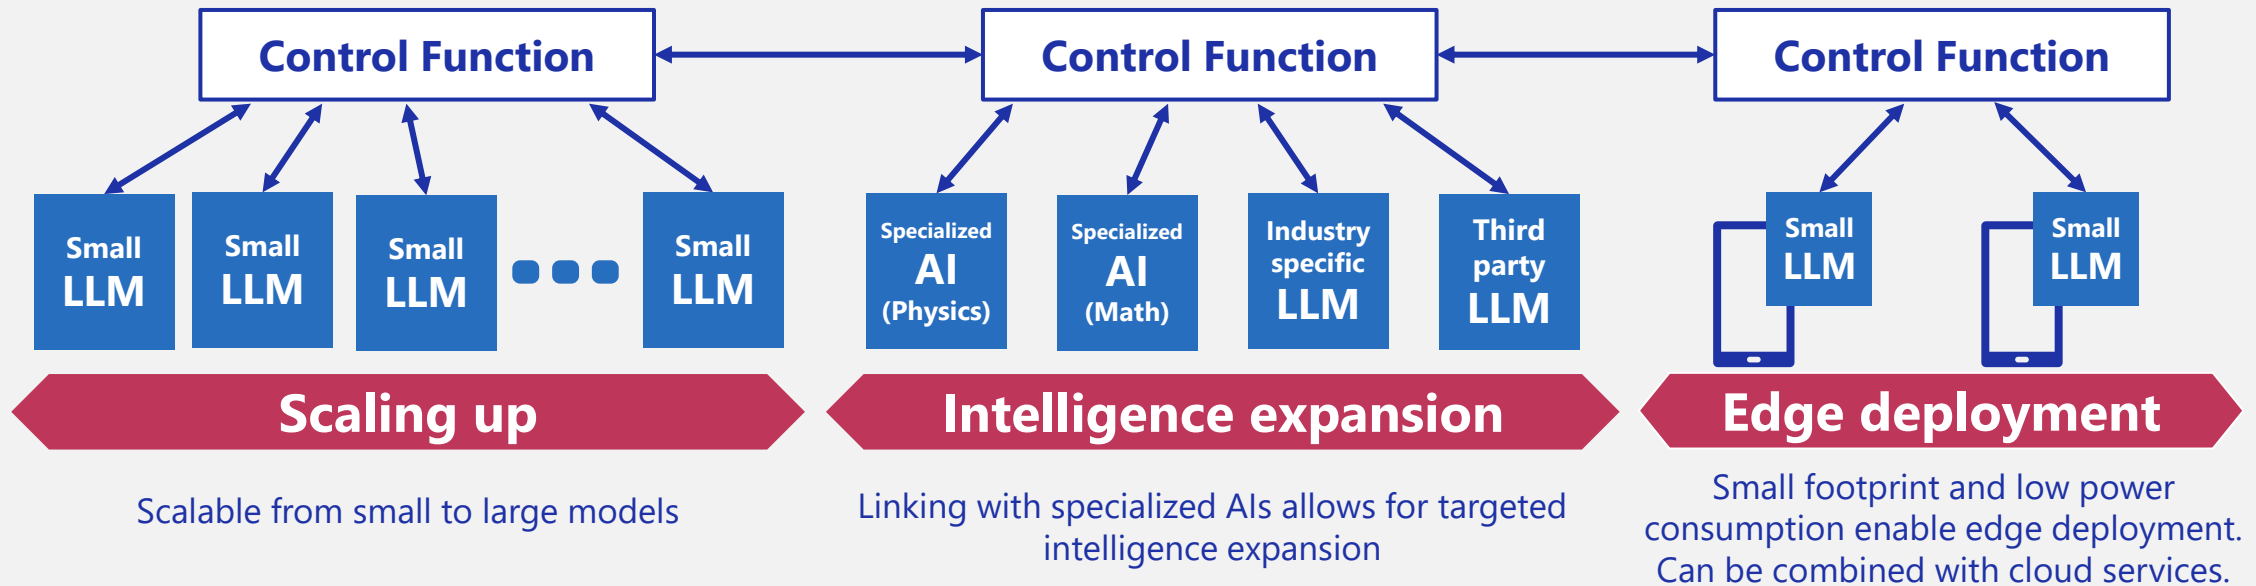 Control Function
Control Function
Control Function
Small
LLM
Small
LLM
Small
LLM
Small
LLM
Specialized
AI
(Physics)
Specialized
AI
(Math)
Industry
specific
LLM
Third
party
LLM
Small
LLM
Small
LLM
Scaling up
Intelligence expansion
Edge deployment
Scalable from small to large models
Linking with specialized AIs allows for targeted
intelligence expansion
Small footprint and low power
consumption enable edge deployment.
Can be combined with cloud services.